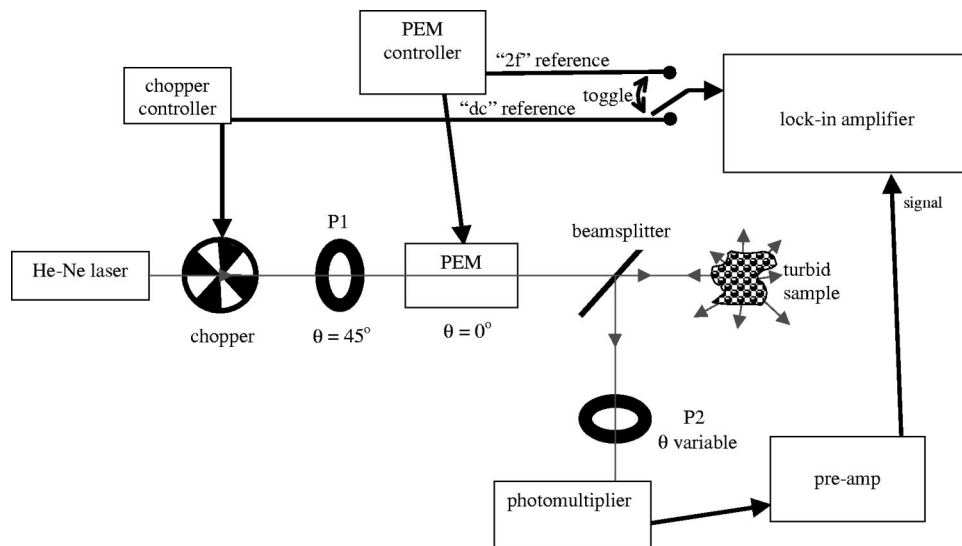 PEM
controller
“2f” reference
chopper
controller
toggle
“dc” reference
lock-in amplifier
signal
P1
beamsplitter
He-Ne laser
PEM
turbid
sample
chopper
θ = 45°
θ = 0°
P2
θ variable
photomultiplier
pre-amp